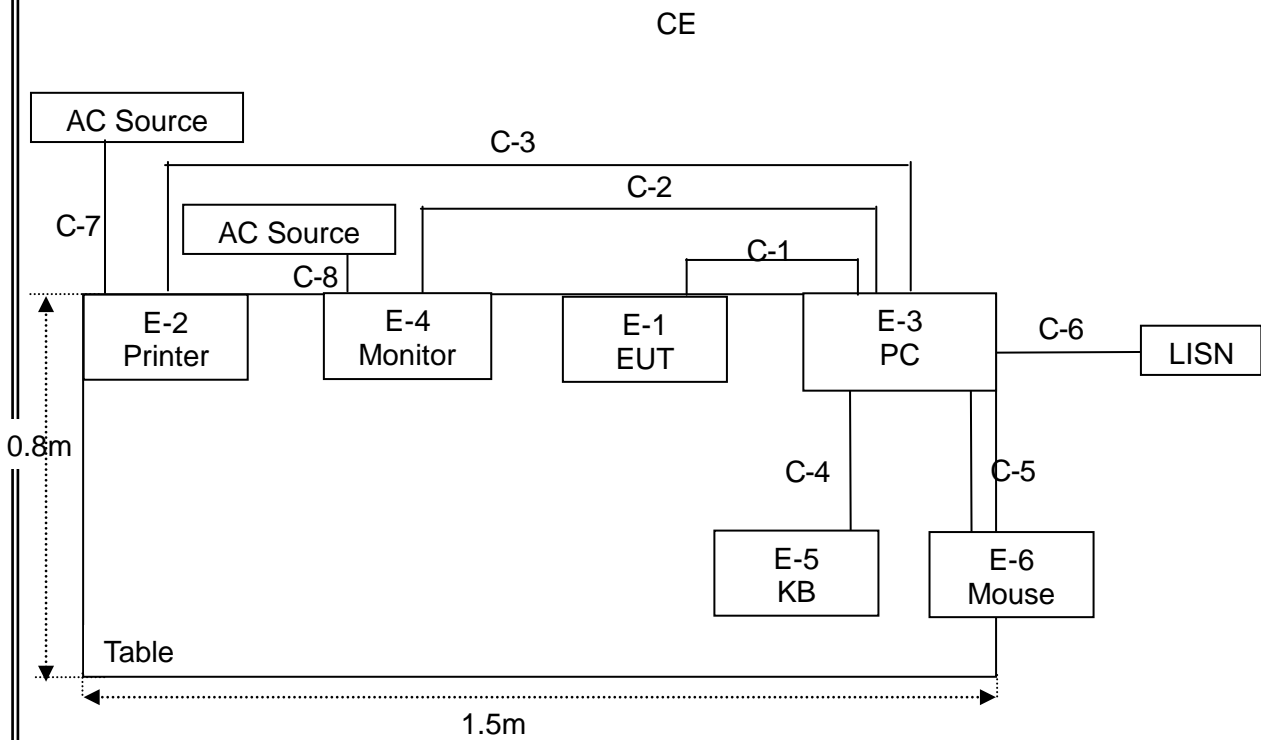 CE
AC Source
C-3
C-2
C-7
AC Source
C-1
C-8
E-2
Printer
E-4
Monitor
E-1
EUT
E-3
PC
C-6
LISN
0.8m
C-4
C-5
E-5
KB
E-6
Mouse
Table
1.5m